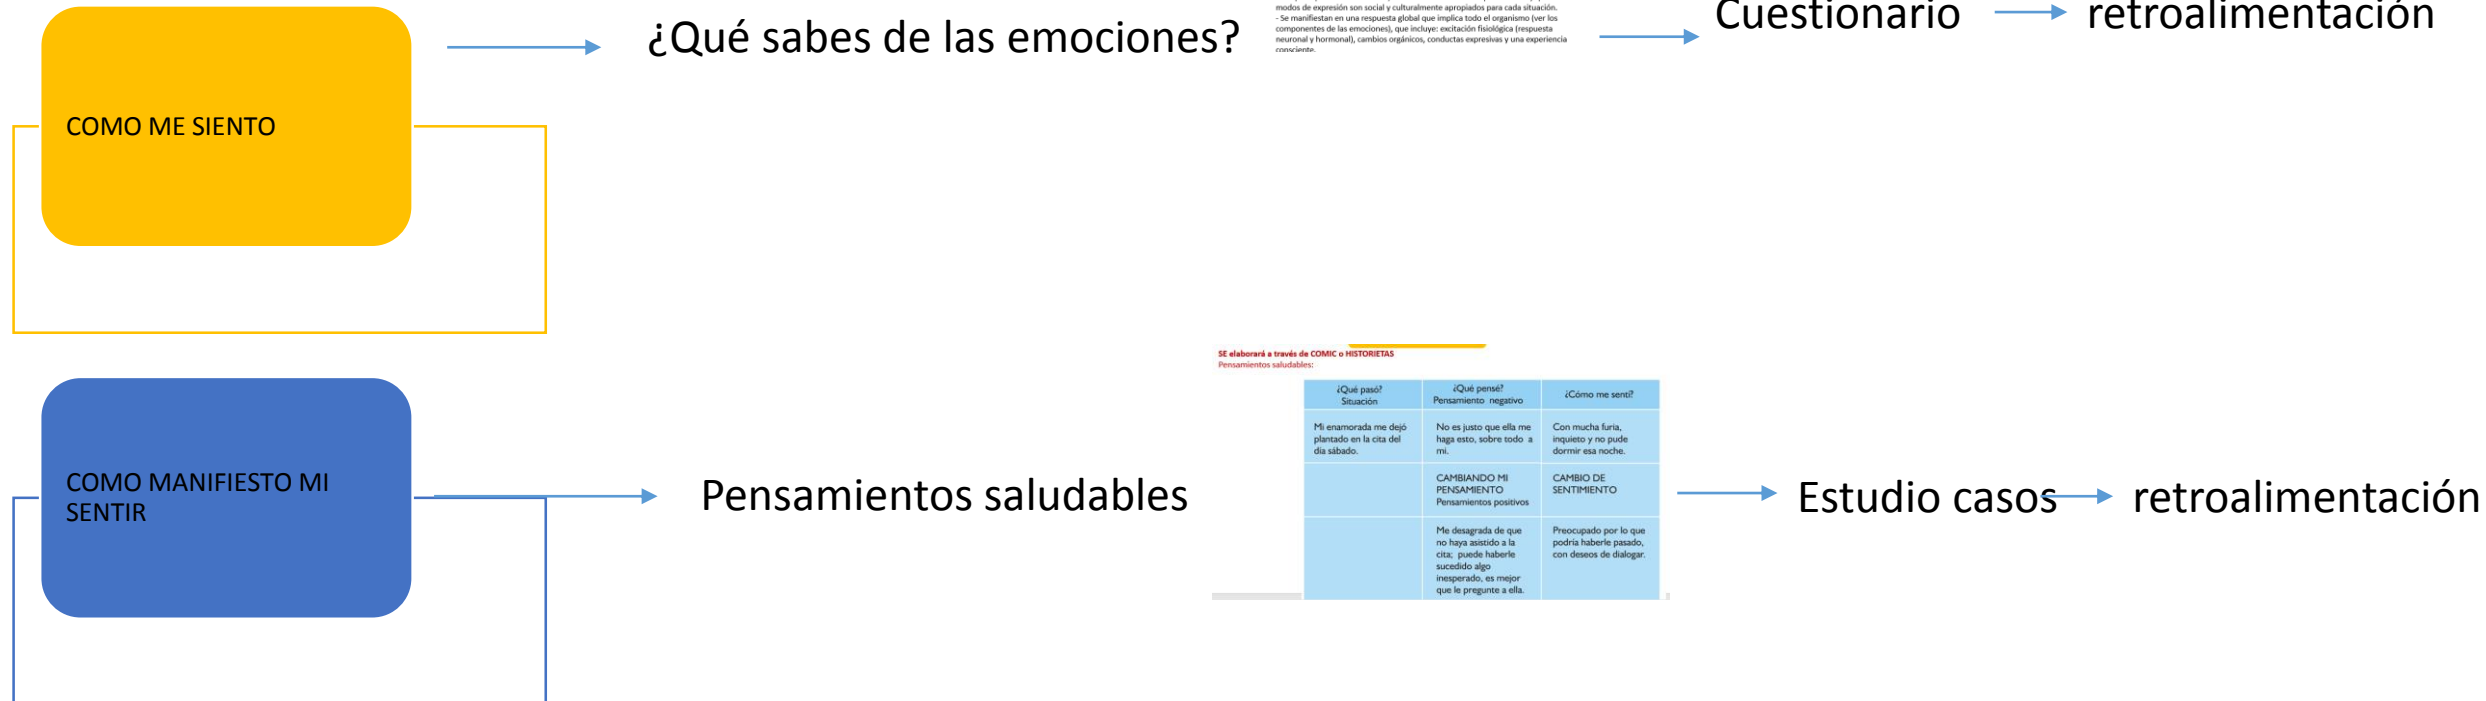 COMO ME SIENTO
¿Qué sabes de las emociones?
modos de expresión son social y culturalmente apropiados para cada situación.
- Se manifiestan en una respuesta global que implica todo el organismo (ver los
componentes de las emociones), que incluye: excitación fisiológica (respuesta
neuronal y hormonal), cambios orgánicos, conductas expresivas y una experiencia
consciente.
Cuestionario
retroalimentación
COMO MANIFIESTO MI
SENTIR
Pensamientos saludables
SE elaborará a través de COMIC o HISTORIETAS
Pensamientos saludables:
¿Qué pasó?
Situación
¿Qué pensé?
Pensamiento negativo
¿Cómo me sentí?
Mi enamorada me dejó
plantado en la cita del
día sábado.
No es justo que ella me
haga esto, sobre todo a
mi.
Con mucha furia,
inquieto y no pude
dormir esa noche.
CAMBIANDO MI
PENSAMIENTO
Pensamientos positivos
CAMBIO DE
SENTIMIENTO
Me desagrada de que
no haya asistido a la
cita; puede haberle
sucedido algo
inesperado, es mejor
que le pregunte a ella.
Preocupado por lo que
podría haberle pasado,
con deseos de dialogar.
Estudio casos
retroalimentación